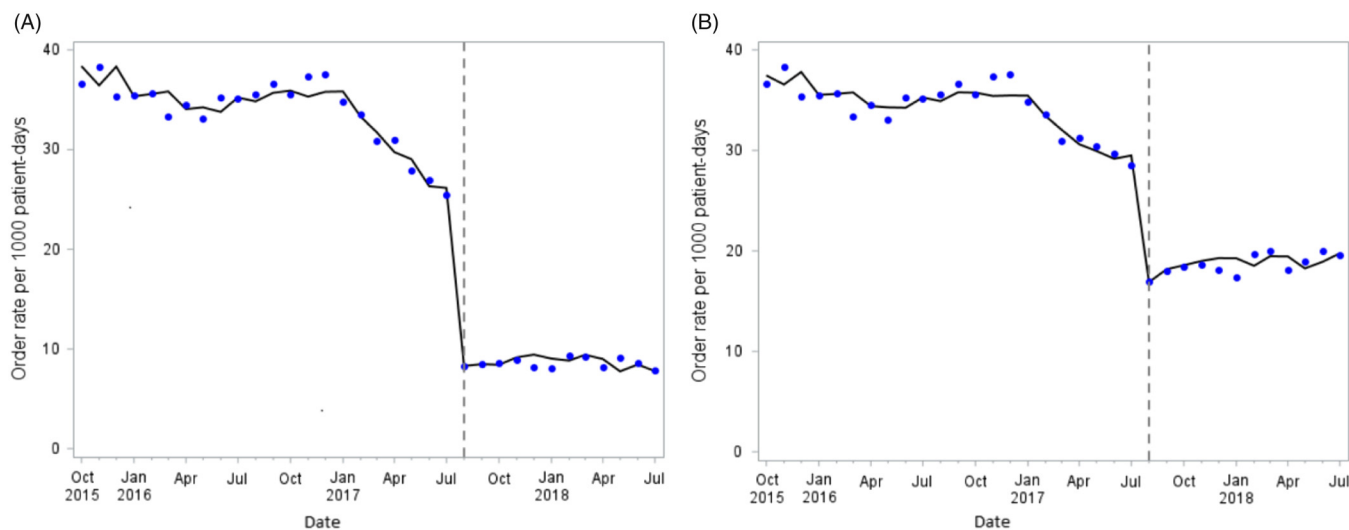 (A)
(B)
Order rate per 1000 patient-days
40
30
20
10
0
Oct Jan Apr Jul Oct Jan Apr Jul Oct Jan Apr Jul
2015 2016 2017 2018
Date
Order rate per 1000 patient-days
40
30
20
10
0
Oct Jan Apr Jul Oct Jan Apr Jul Oct Jan Apr Jul
2015 2016 2017 2018
Date